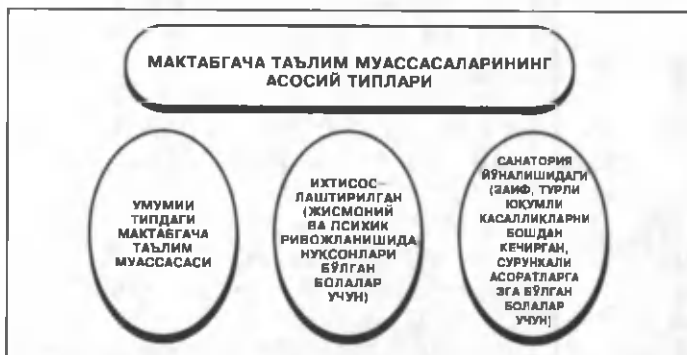 МАКТАБГАЧА ТАЪЛИМ МУАССАСАЛАРИНИНГ
АСОСИЙ ТИПЛАРИ
УМУМИИ
ТИПДАГИ
МАКТАБГАЧА
ТАЪЛИМ
МУАССАСАСИ
ИХТИСОС–
ЛАШТИРИЛГАН
(ЖИСМОНИЙ
ВА ПСИХИК
РИВОЖЛАНИШИДА
НУҚСОНЛАРИ
БЎЛГАН
БОЛАЛАР
УЧУН)
САНАТОРИЯ
ЙЎНАЛИШИДАГИ
(ЗАИФ, ТУРЛИ
ЮҚУМЛИ
КАСАЛЛИКЛАРНИ
БОШДАН
КЕЧИРГАН,
СУРУНКАЛИ
АСОРАТЛАРГА
ЭГА БЎЛГАН
БОЛАЛАР
УЧУН)